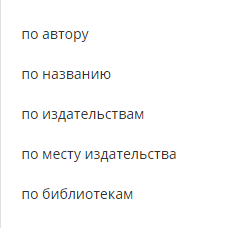 по автору
по названию
по издательствам
по месту издательства
по библиотекам